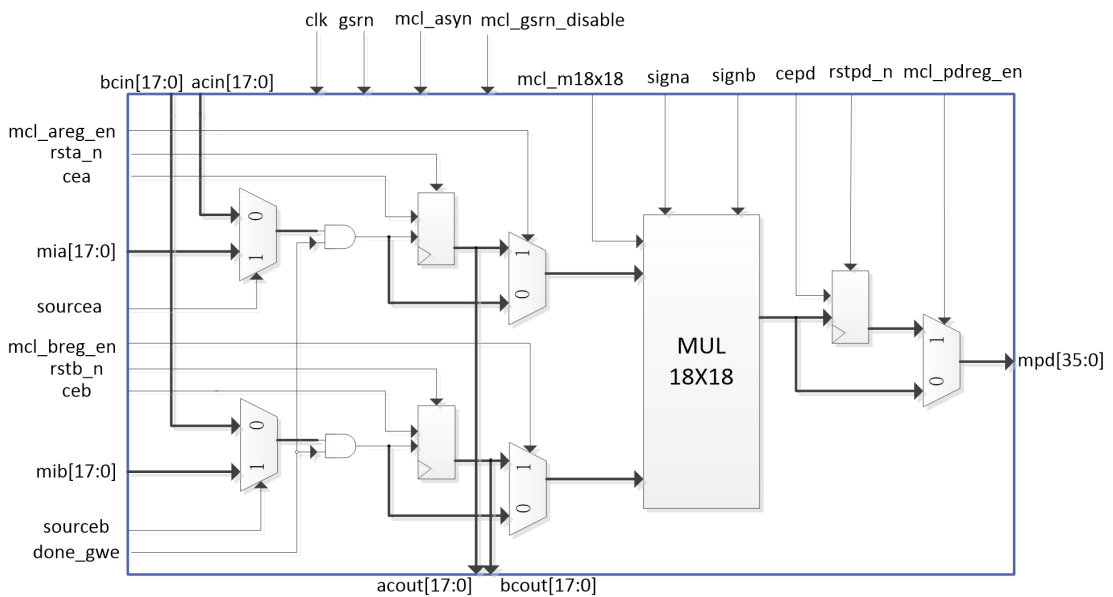 clk gsrn mcl_asyn mcl_gsrn_disable
bcin[17:0] acin[17:0] mcl_m18x18 signa signb cepd rstpd_n mcl_pdreg_en
mcl_areg_en
rsta_n
cea
0
1
mia[17:0]
sourcea
1
0
mcl_breg_en
rstb_n
ceb
MUL
18X18
1
0
mpd[35:0]
0
1
mib[17:0]
1
0
sourceb
done_gwe
acout[17:0] bcout[17:0]